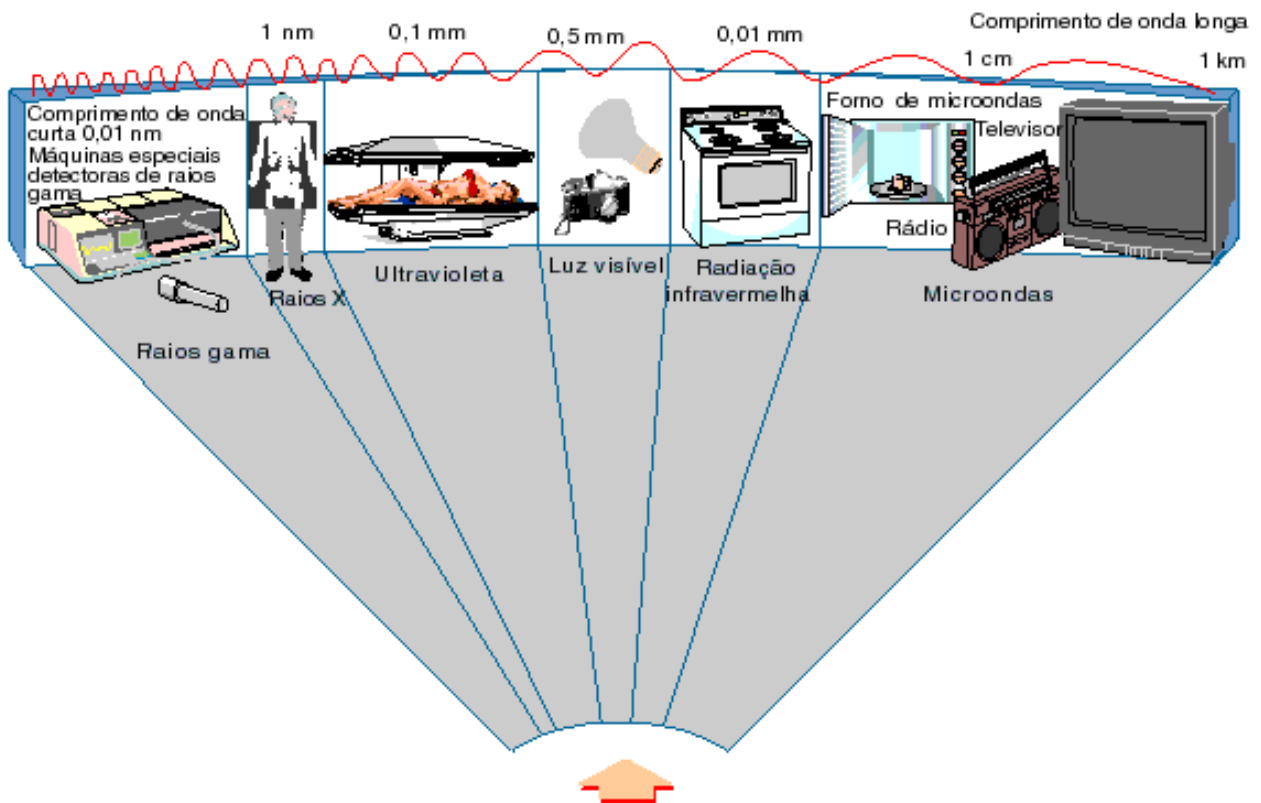 Comprimento de onda longa
1 nm
0,1 mm
0,5 mm
0,01 mm
1 cm
1 km
Comprimento de onda
curta 0,01 nm
Máquinas especiais
detectoras de raios
gama
Forno de microondas
Televisor
Rádio
Raios gama
Raios X
Ultravioleta
Luz visível
Radiação
infravermelha
Microondas